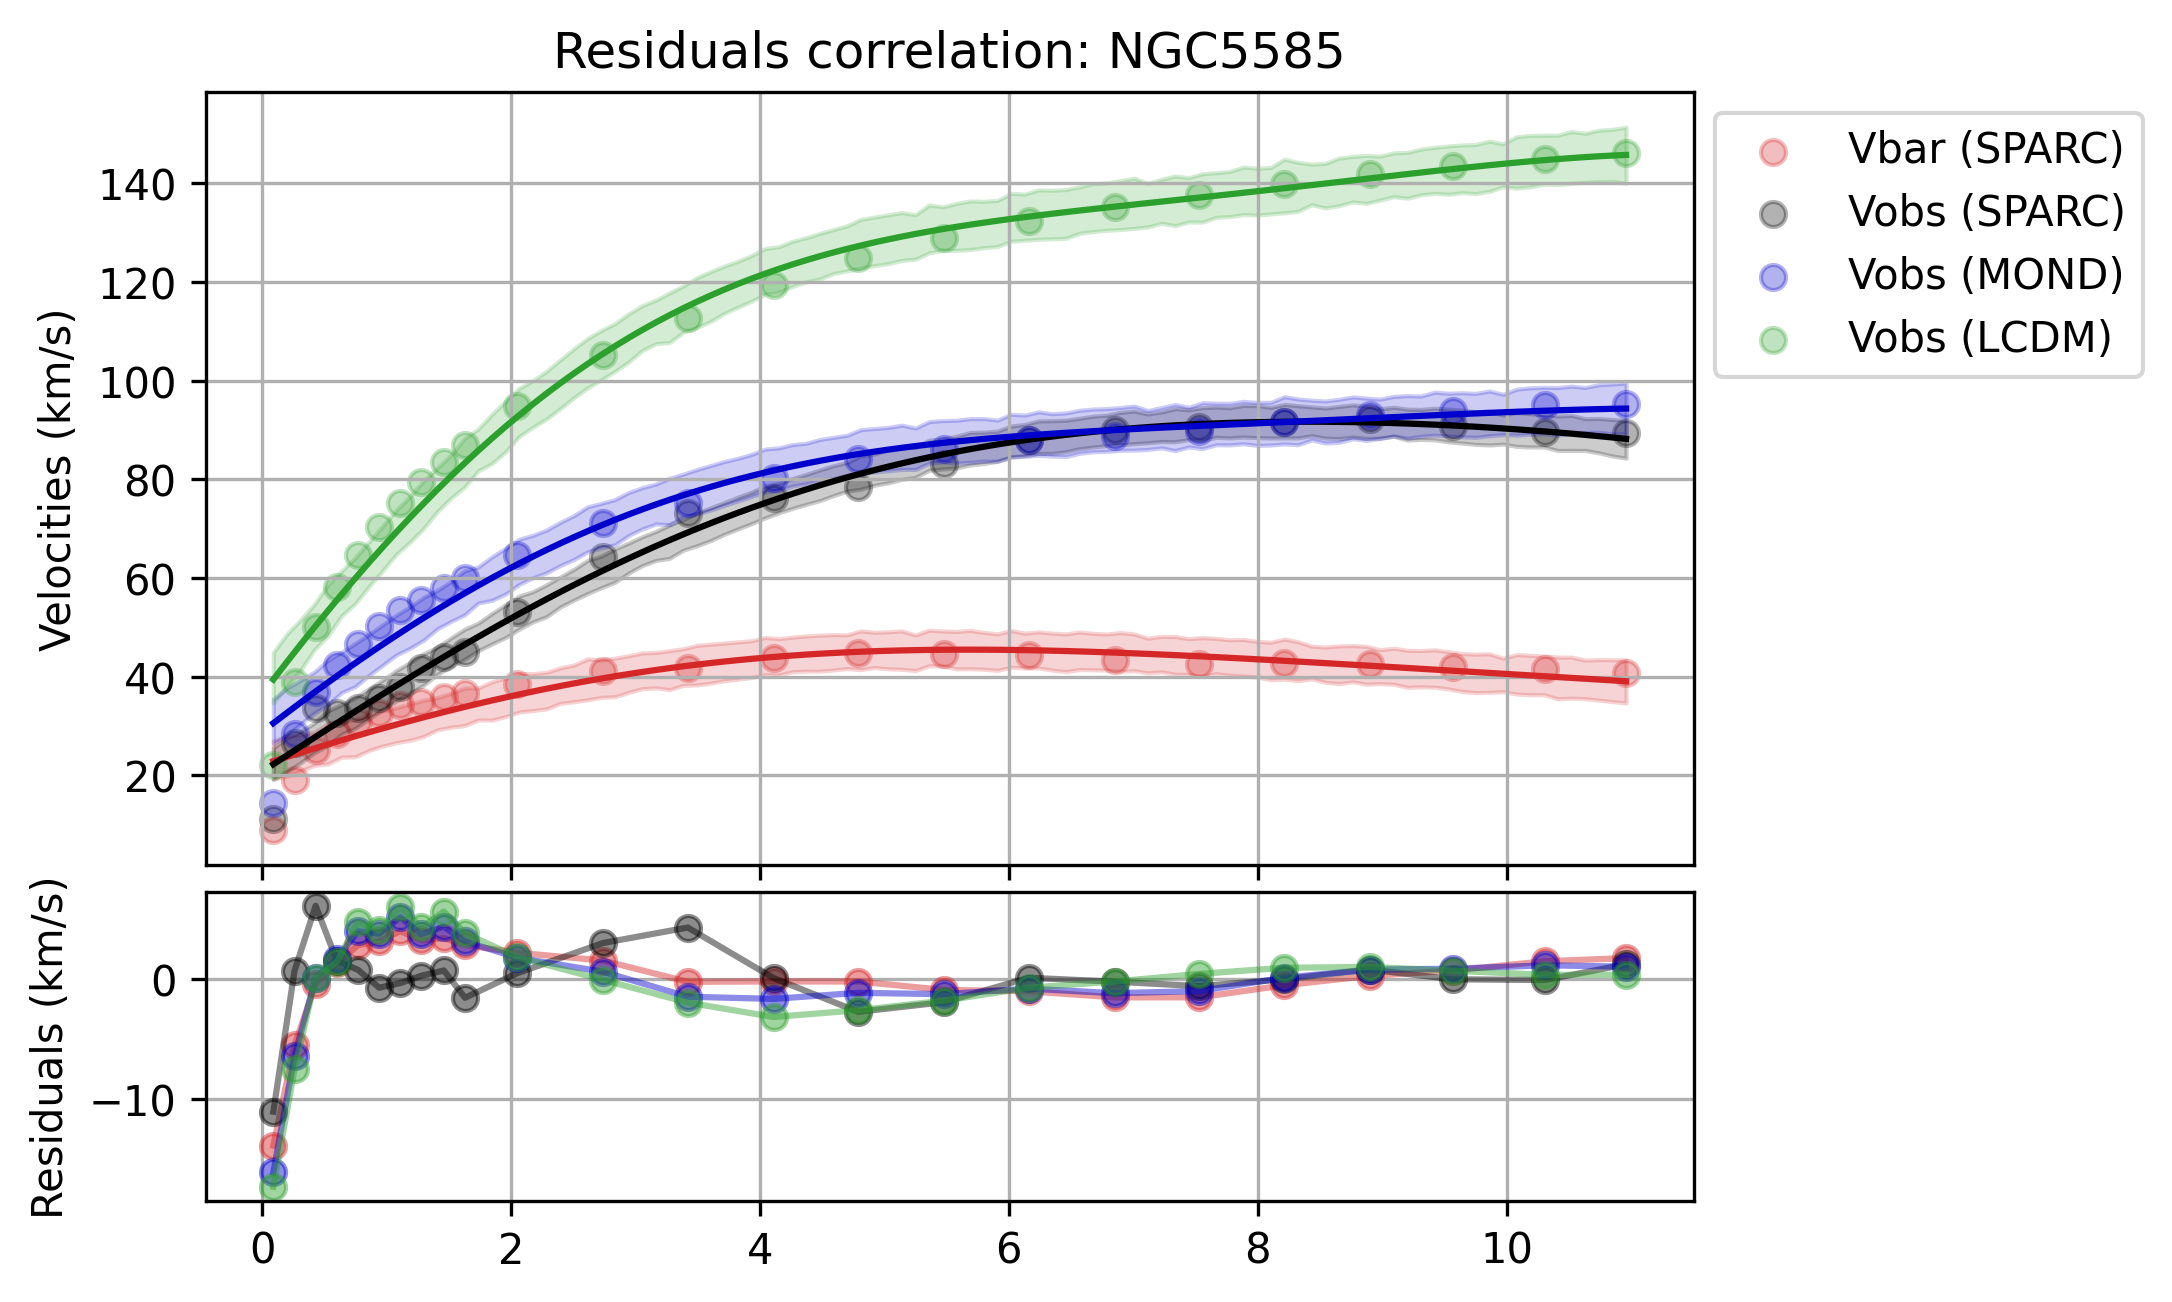 Residuals correlation: NGC5585
Velocities (km/s)
140
120
100
80
60
40
20
Vbar (SPARC)
Vobs (SPARC)
Vobs (MOND)
Vobs (LCDM)
Residuals (km/s)
0
−10
0 2 4 6 8 10